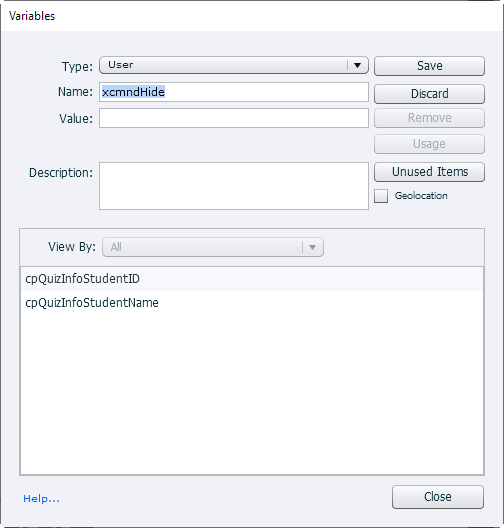 Variables
Type: User Save
Name: xcmndHide Discard
Value: Remove
Usage
Description: Unused Items
Geolocation
View By: All
cpQuizInfoStudentID
cpQuizInfoStudentName
Help... Close